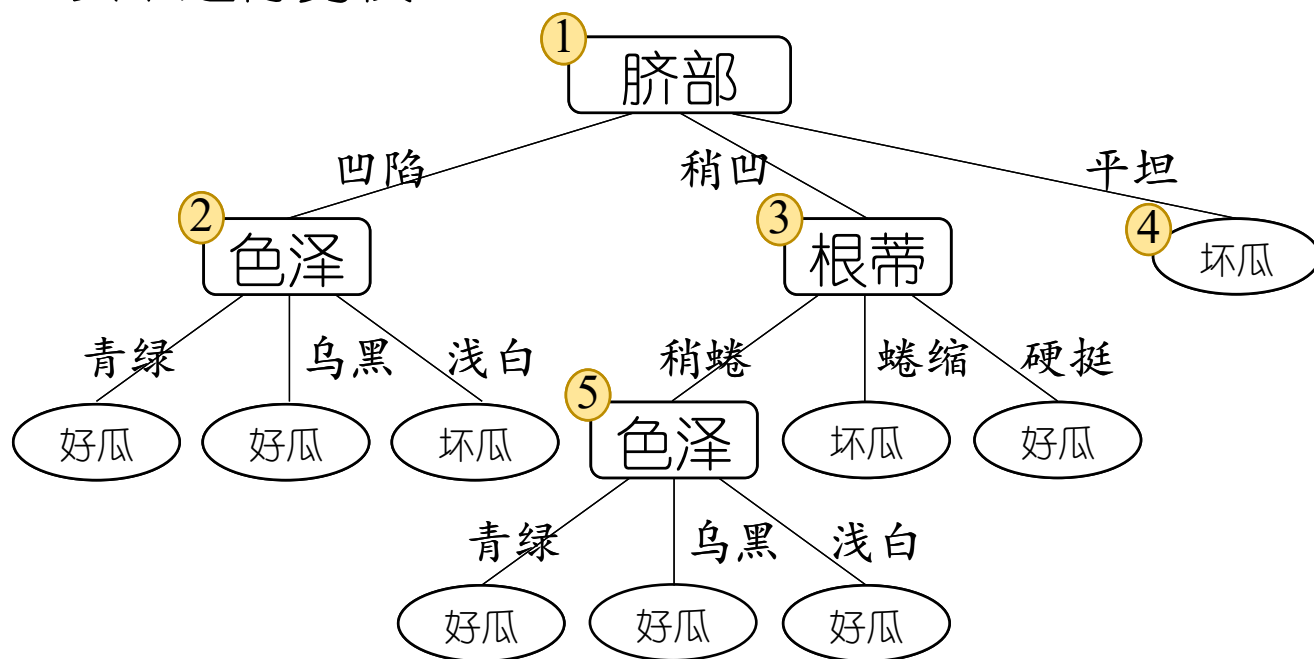 1
脐部
凹陷 稍凹 平坦
2 3 4
色泽 根蒂 坏瓜
青绿 乌黑 浅白 稍蜷 蜷缩 硬挺
5
好瓜 好瓜 坏瓜 色泽 坏瓜 好瓜
青绿 乌黑 浅白
好瓜 好瓜 好瓜